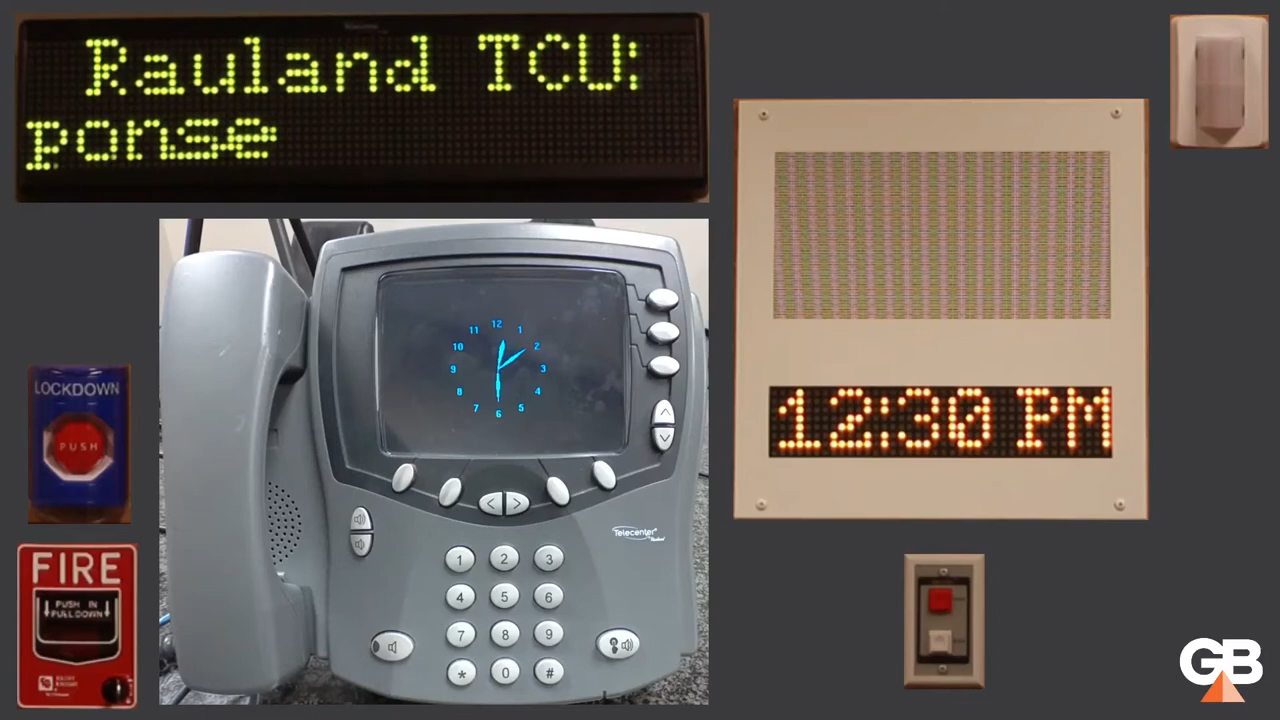 Rauland TCU:
ponse
12
11 1
10 2
9 3
8 4
7 5
6
LOCKDOWN
PUSH
12:30 PM
Telecenter
1 2 3
4 5 6
7 8 9
* 0 #
FIRE
PUSH IN
PULL DOWN
GB